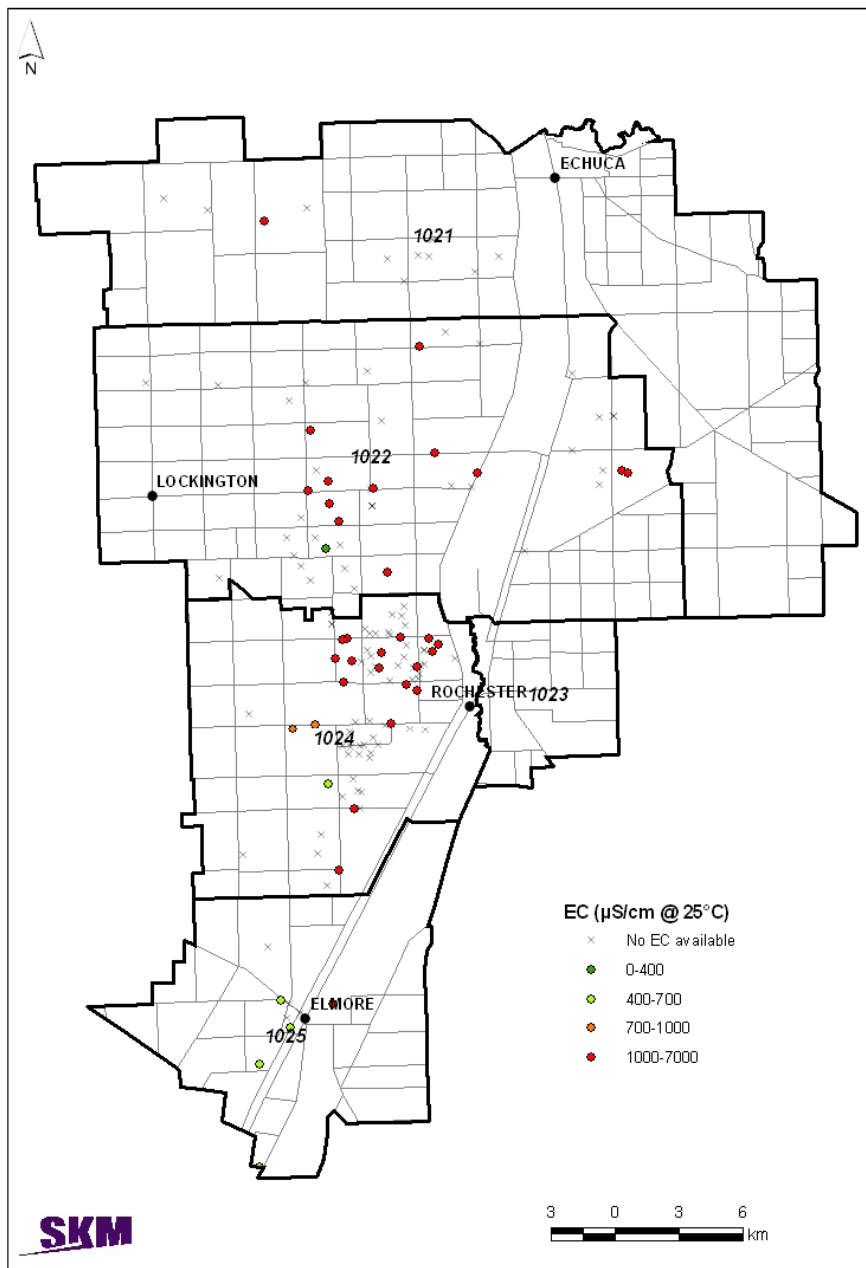 N
ECHUCA
1021
1022
LOCKINGTON
ROCHESTER
1023
1024
ELMORE
1025
EC (µS/cm @ 25°C)
No EC available
0-400
400-700
700-1000
1000-7000
SKM
3 0 3 6
km